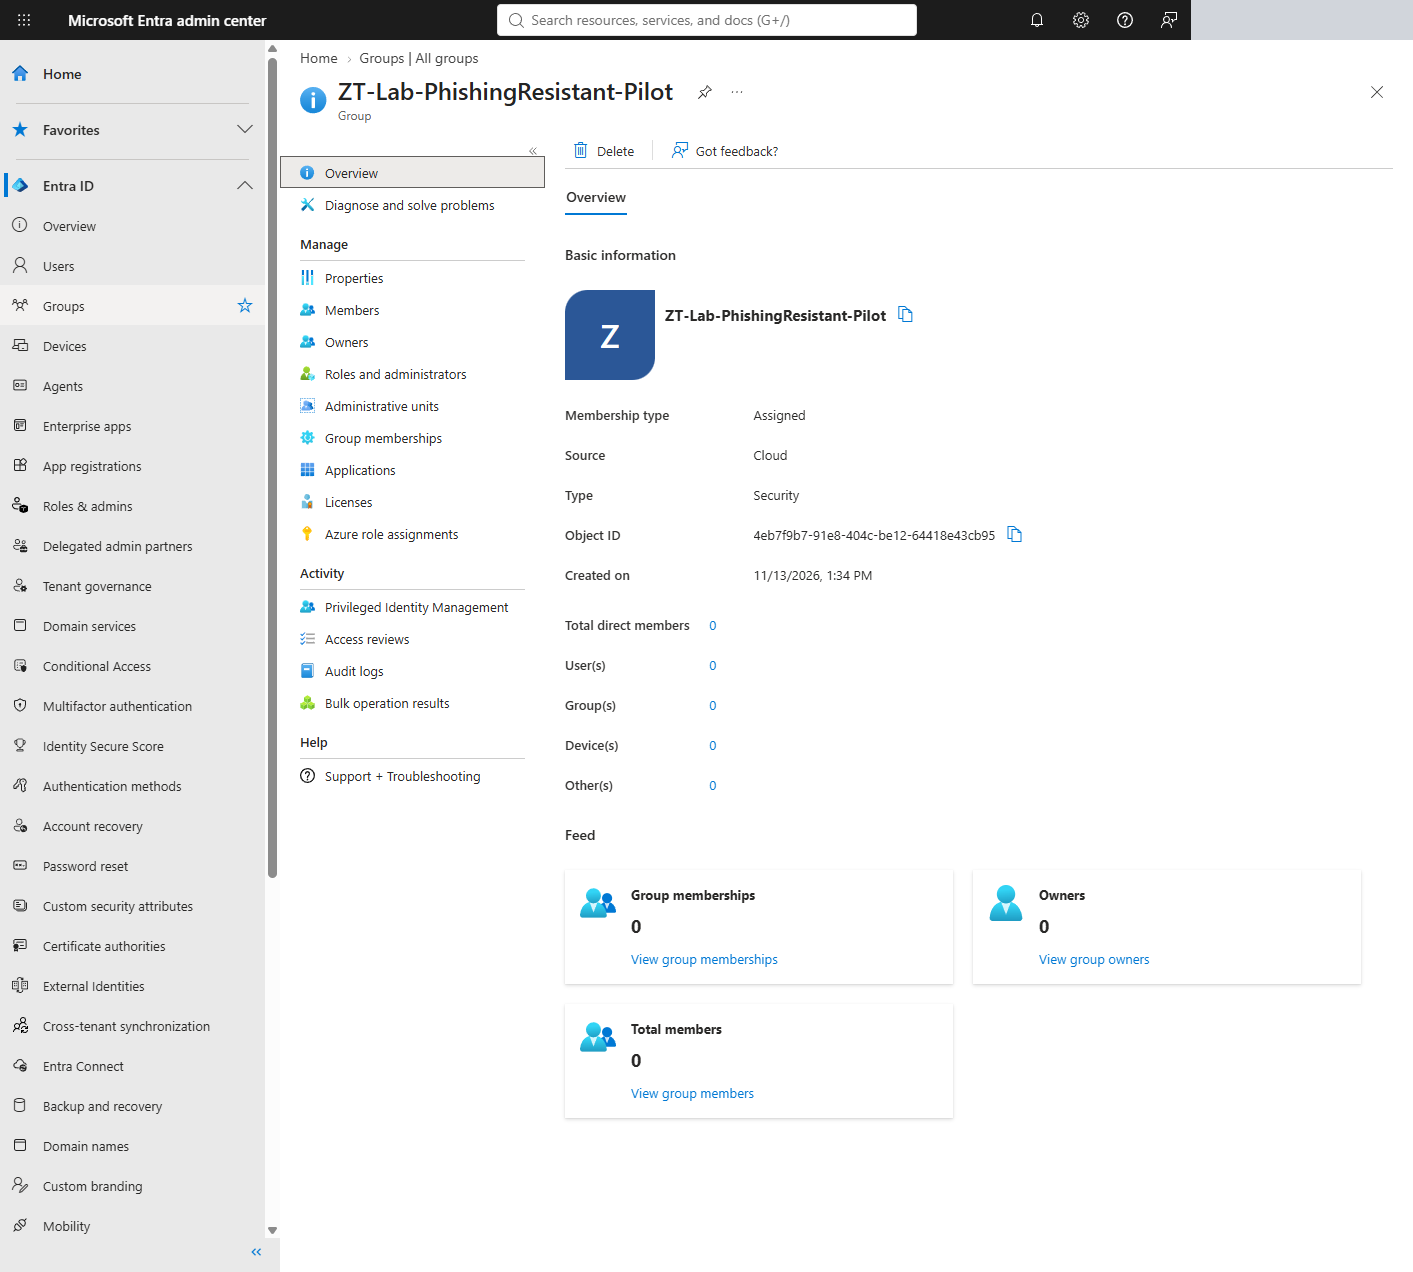 Microsoft Entra admin center
Search resources, services, and docs (G+/)
Home
Favorites
Entra ID
Overview
Users
Groups
Devices
Agents
Enterprise apps
App registrations
Roles & admins
Delegated admin partners
Tenant governance
Domain services
Conditional Access
Multifactor authentication
Identity Secure Score
Authentication methods
Account recovery
Password reset
Custom security attributes
Certificate authorities
External Identities
Cross-tenant synchronization
Entra Connect
Backup and recovery
Domain names
Custom branding
Mobility
Home › Groups | All groups
ZT-Lab-PhishingResistant-Pilot
Group
Overview
Diagnose and solve problems
Manage
Properties
Members
Owners
Roles and administrators
Administrative units
Group memberships
Applications
Licenses
Azure role assignments
Activity
Privileged Identity Management
Access reviews
Audit logs
Bulk operation results
Help
Support + Troubleshooting
Delete
Got feedback?
Overview
Basic information
Z
ZT-Lab-PhishingResistant-Pilot
Membership type Assigned
Source Cloud
Type Security
Object ID 4eb7f9b7-91e8-404c-be12-64418e43cb95
Created on 11/13/2026, 1:34 PM
Total direct members 0
User(s) 0
Group(s) 0
Device(s) 0
Other(s) 0
Feed
Group memberships
0
View group memberships
Owners
0
View group owners
Total members
0
View group members